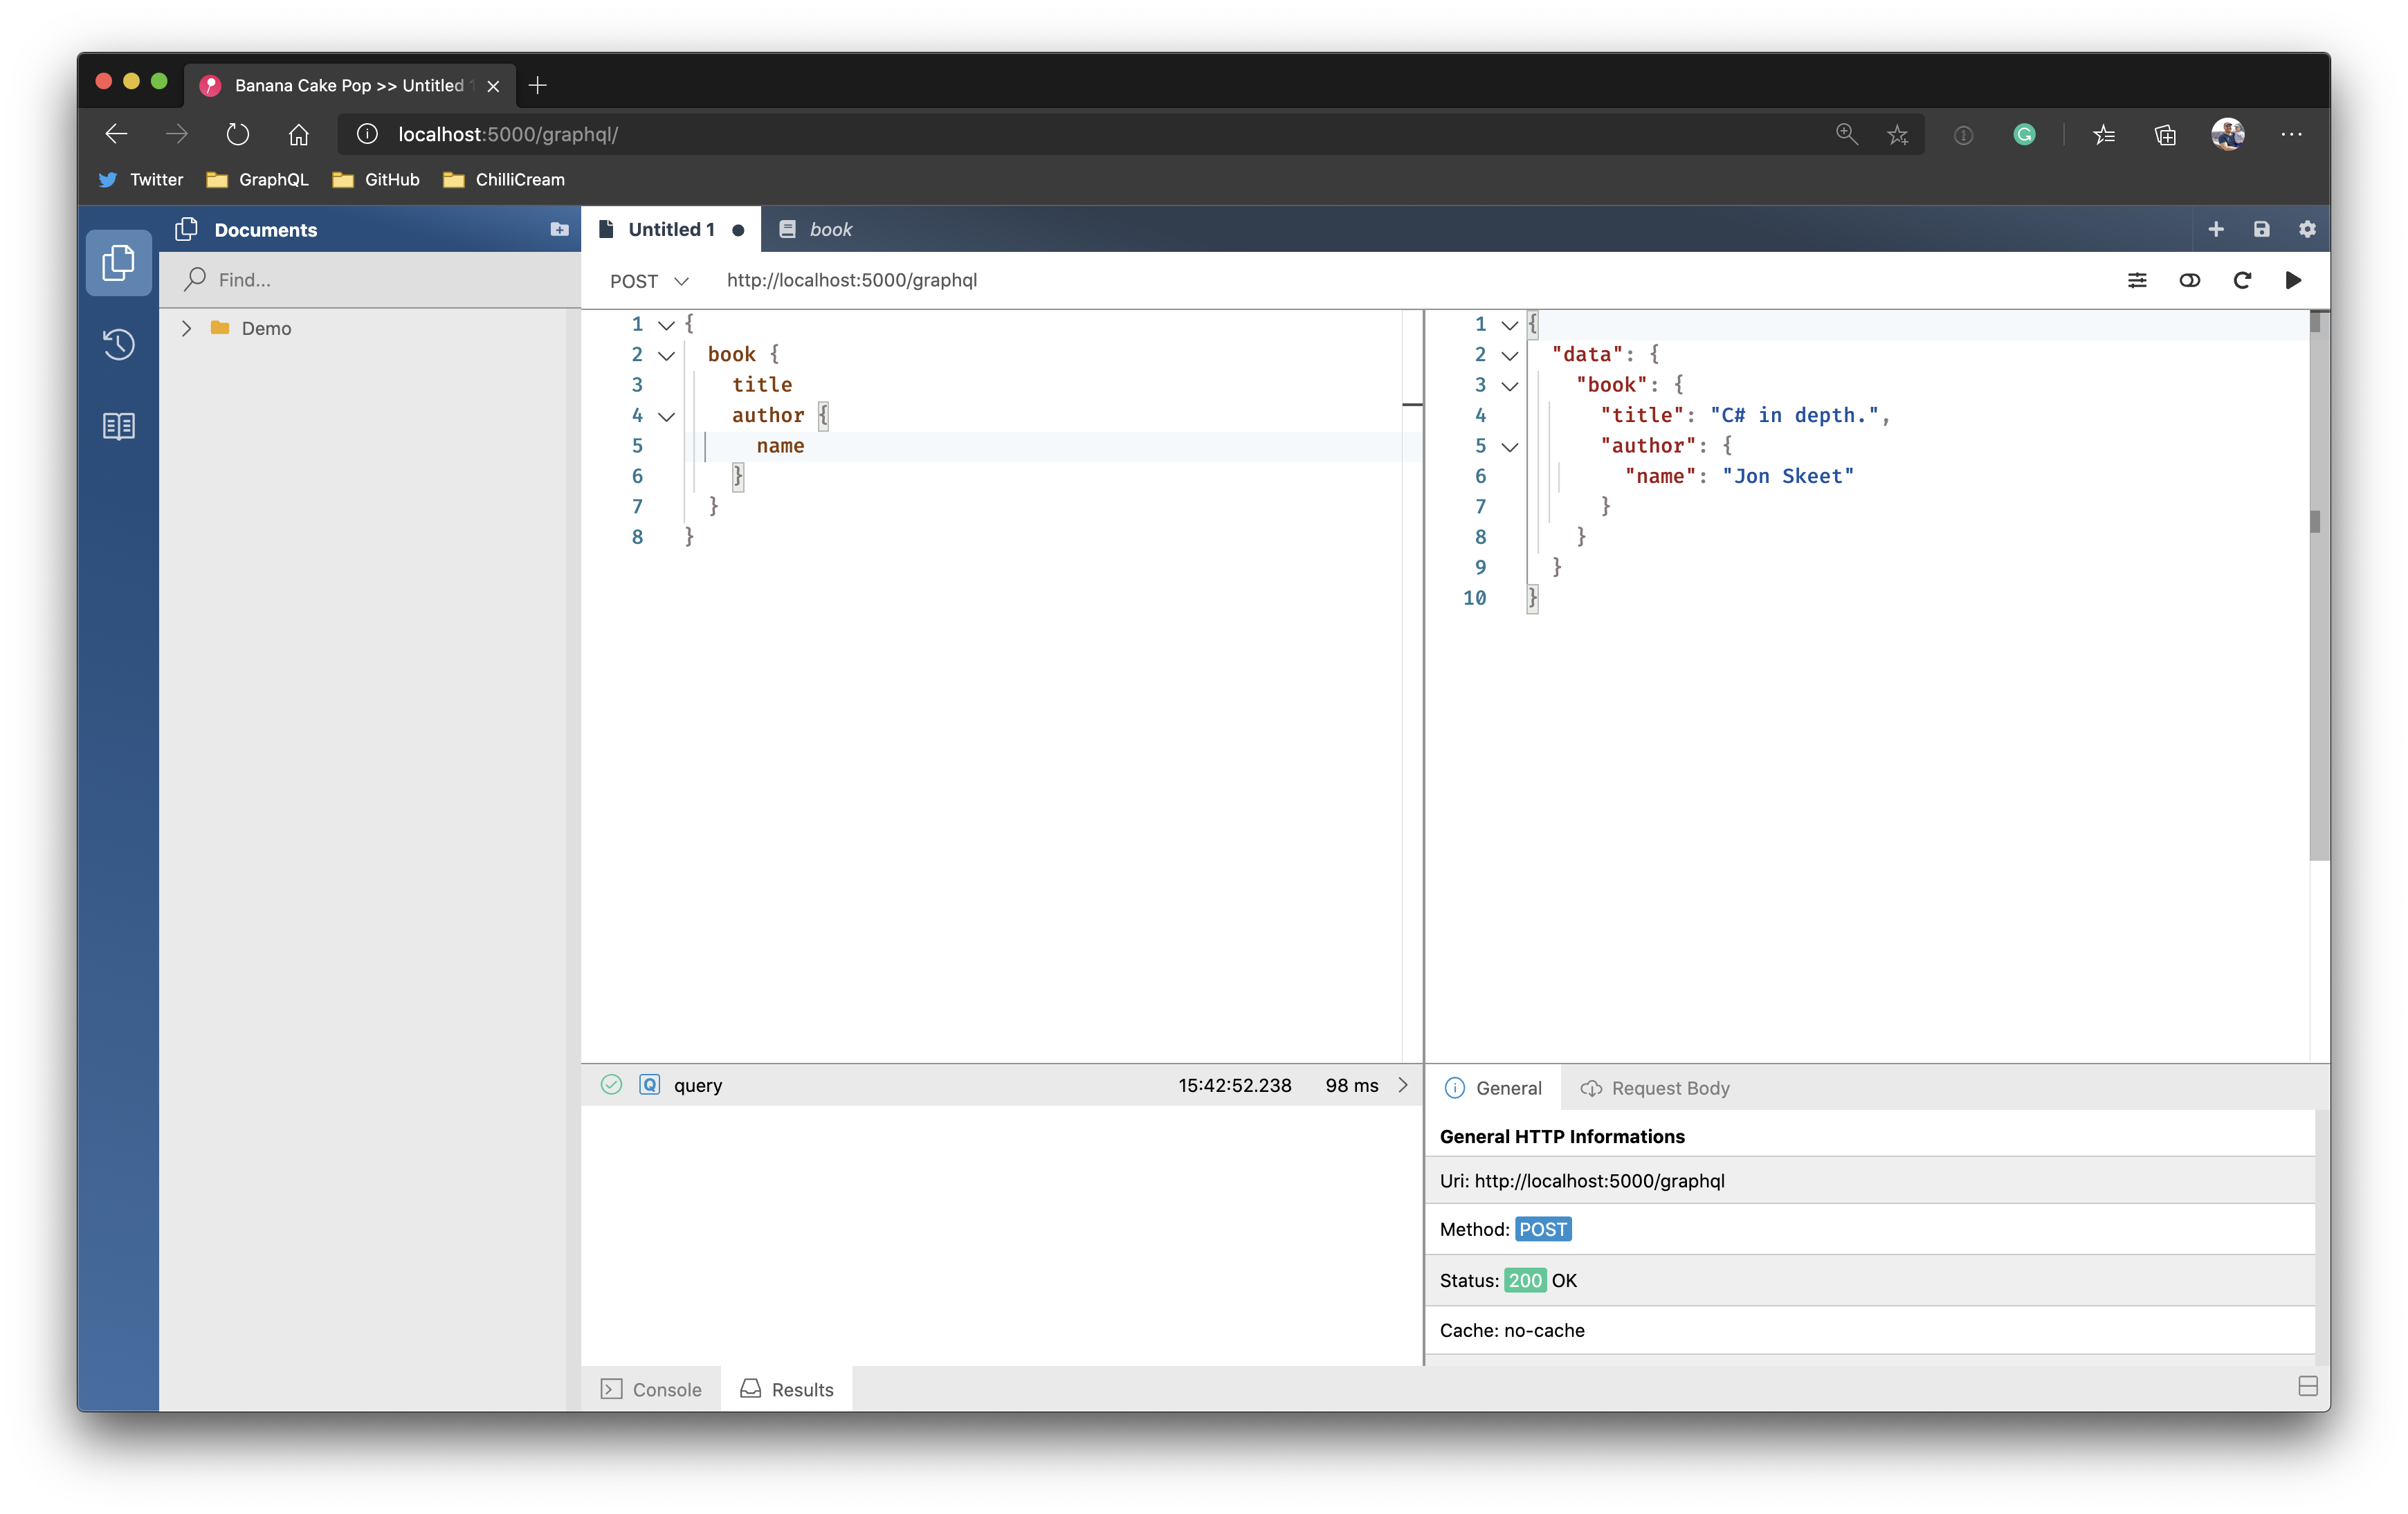 Banana Cake Pop >> Untitled 1
localhost:5000/graphql/
Twitter GraphQL GitHub ChilliCream
Documents
Find...
Demo
Untitled 1 book
POST http://localhost:5000/graphql
1 {
2 book {
3 title
4 author {
5 name
6 }
7 }
8 }
1 {
2 "data": {
3 "book": {
4 "title": "C# in depth.",
5 "author": {
6 "name": "Jon Skeet"
7 }
8 }
9 }
10 }
Q query 15:42:52.238 98 ms
General Request Body
General HTTP Informations
Uri: http://localhost:5000/graphql
Method: POST
Status: 200 OK
Cache: no-cache
Console Results